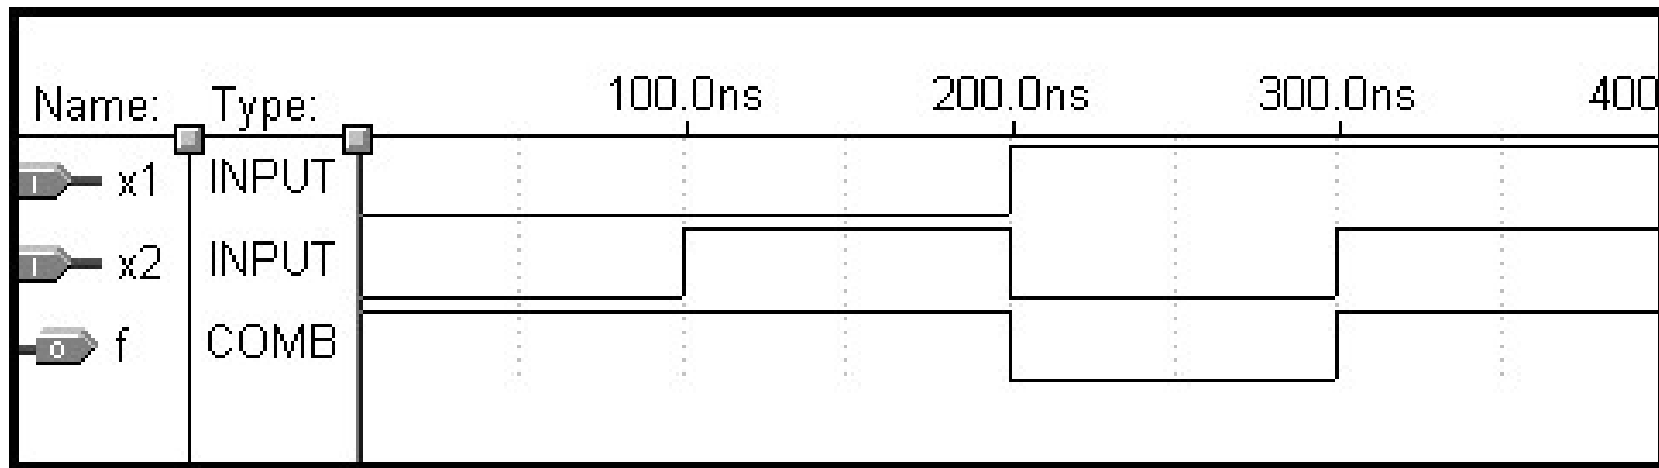 Name: Type: 100.0ns 200.0ns 300.0ns 400
I x1 INPUT
I x2 INPUT
O f COMB